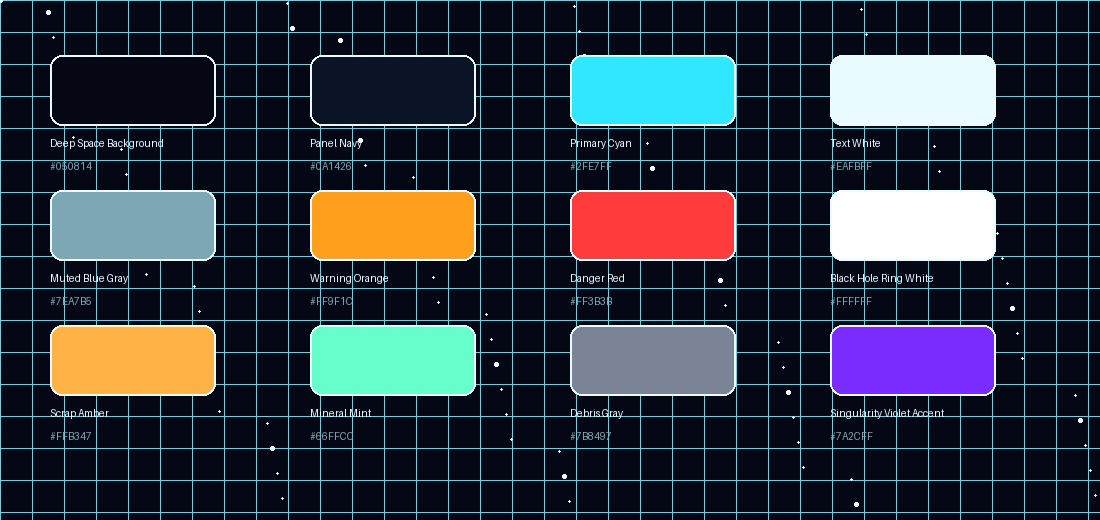 Deep Space Background
#050814
Panel Navy
#0A1426
Primary Cyan
#2FE7FF
Text White
#EAFBFF
Muted Blue Gray
#7EA7B5
Warning Orange
#FF9F1C
Danger Red
#FF3B3B
Black Hole Ring White
#FFFFFF
Scrap Amber
#FFB347
Mineral Mint
#66FFCC
Debris Gray
#7B8497
Singularity Violet Accent
#7A2CFF